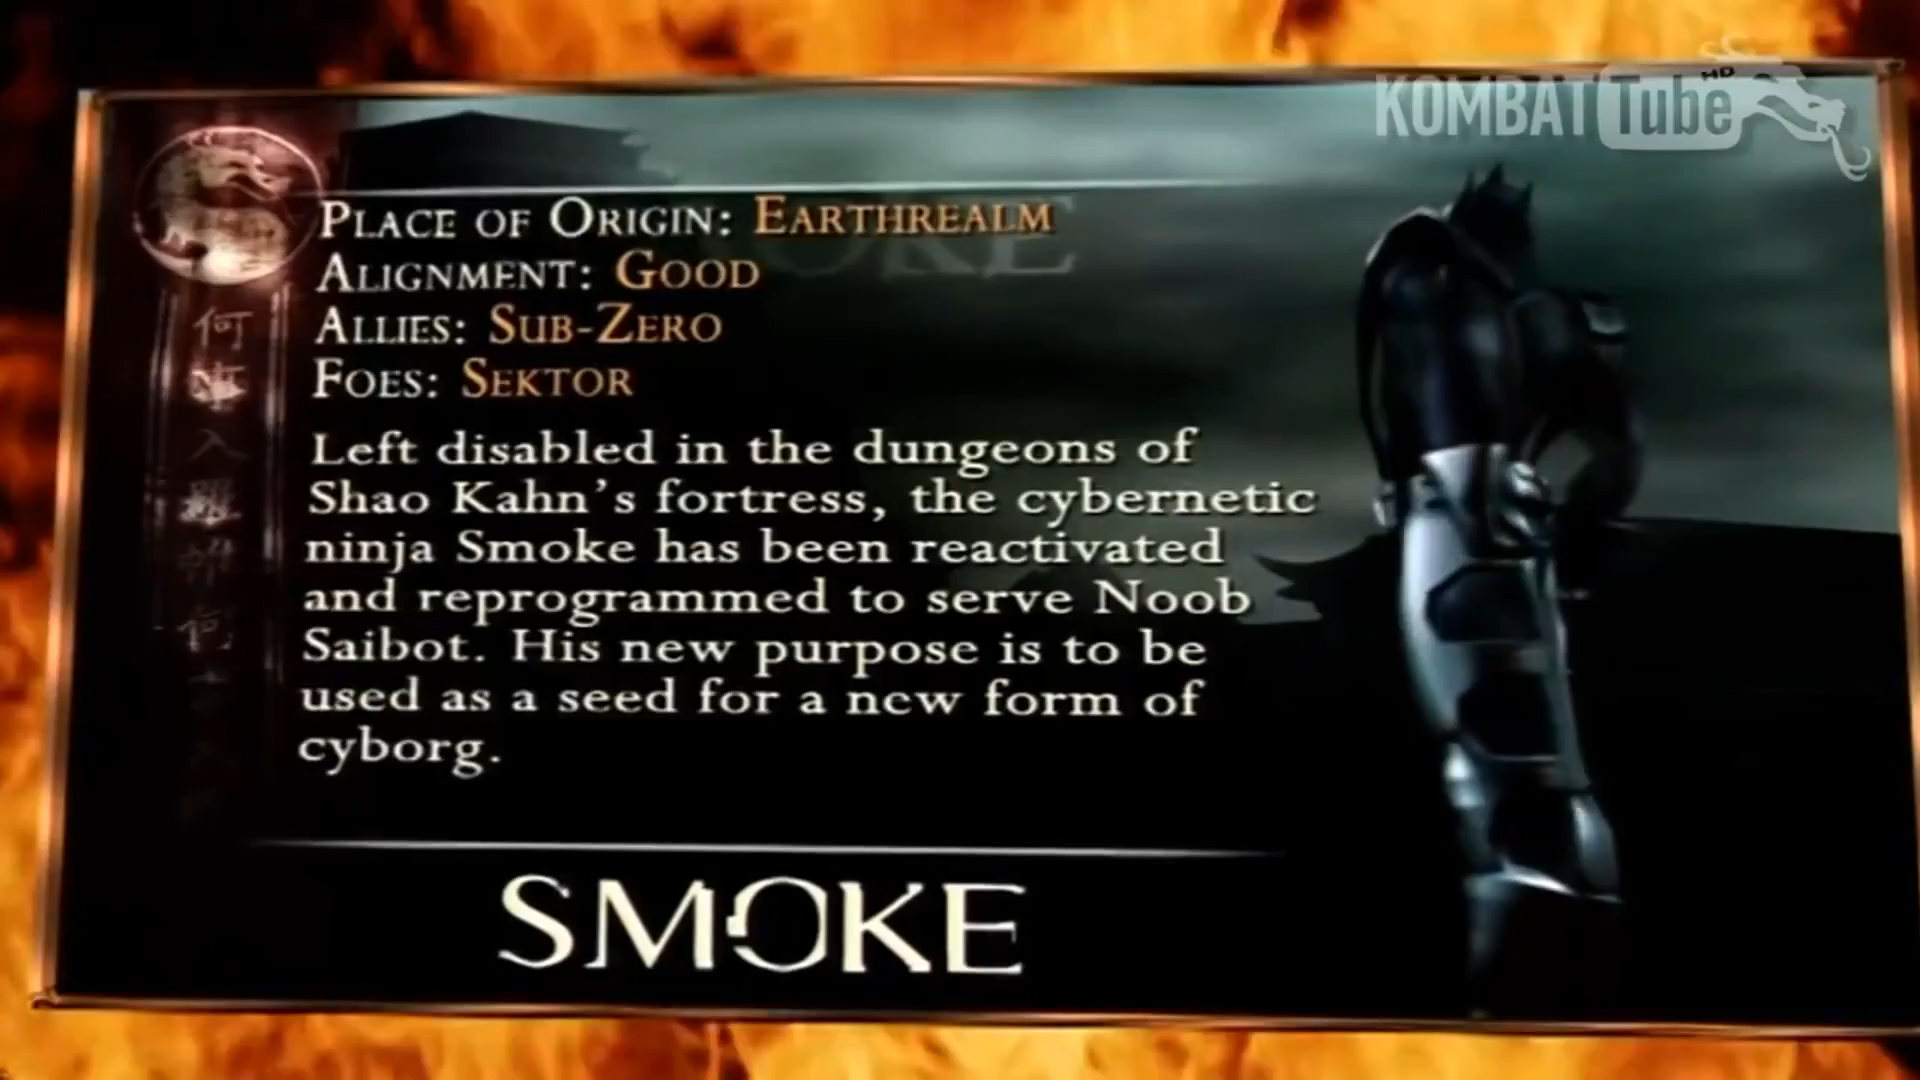 KOMBAT Tube HD
PLACE OF ORIGIN: EARTHREALM
ALIGNMENT: GOOD
ALLIES: SUB-ZERO
FOES: SEKTOR
Left disabled in the dungeons of
Shao Kahn's fortress, the cybernetic
ninja Smoke has been reactivated
and reprogrammed to serve Noob
Saibot. His new purpose is to be
used as a seed for a new form of
cyborg.
SMOKE
何
入